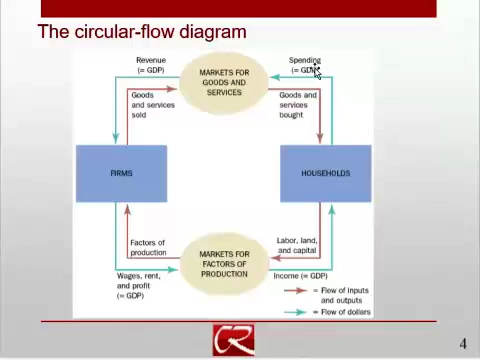 The circular-flow diagram
Revenue
(= GDP)
Spending
(= GDP)
MARKETS FOR
GOODS AND
SERVICES
Goods
and services
sold
Goods and
services
bought
FIRMS
HOUSEHOLDS
Factors of
production
MARKETS FOR
FACTORS OF
PRODUCTION
Labor, land,
and capital
Wages, rent,
and profit
(= GDP)
Income (= GDP)
= Flow of inputs
and outputs
= Flow of dollars
CR
4